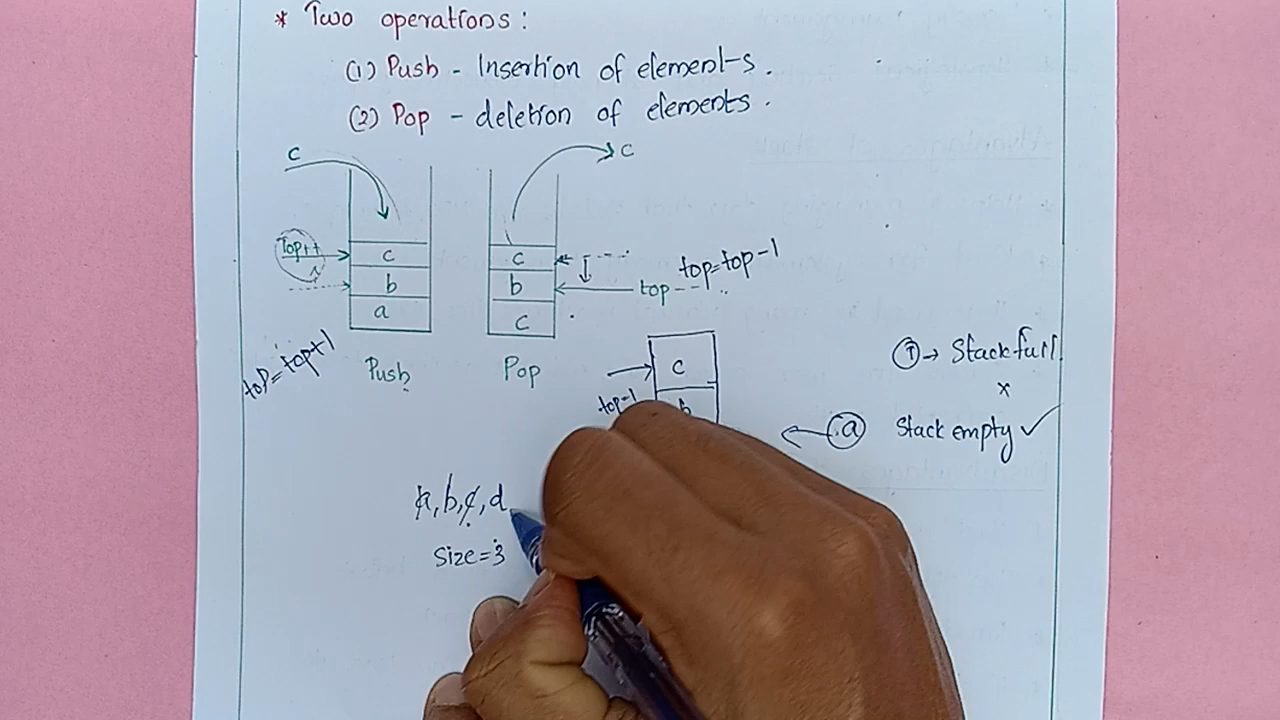 * Two operations:
(1) Push - Insertion of elements.
(2) Pop - deletion of elements.
c
c
Top++
c
b
a
c
b
c
top
top=top-1
top=top+1
Push
Pop
c
b
top-1
① → Stack full
x
② Stack empty ✓
a, b, c, d
Size=3